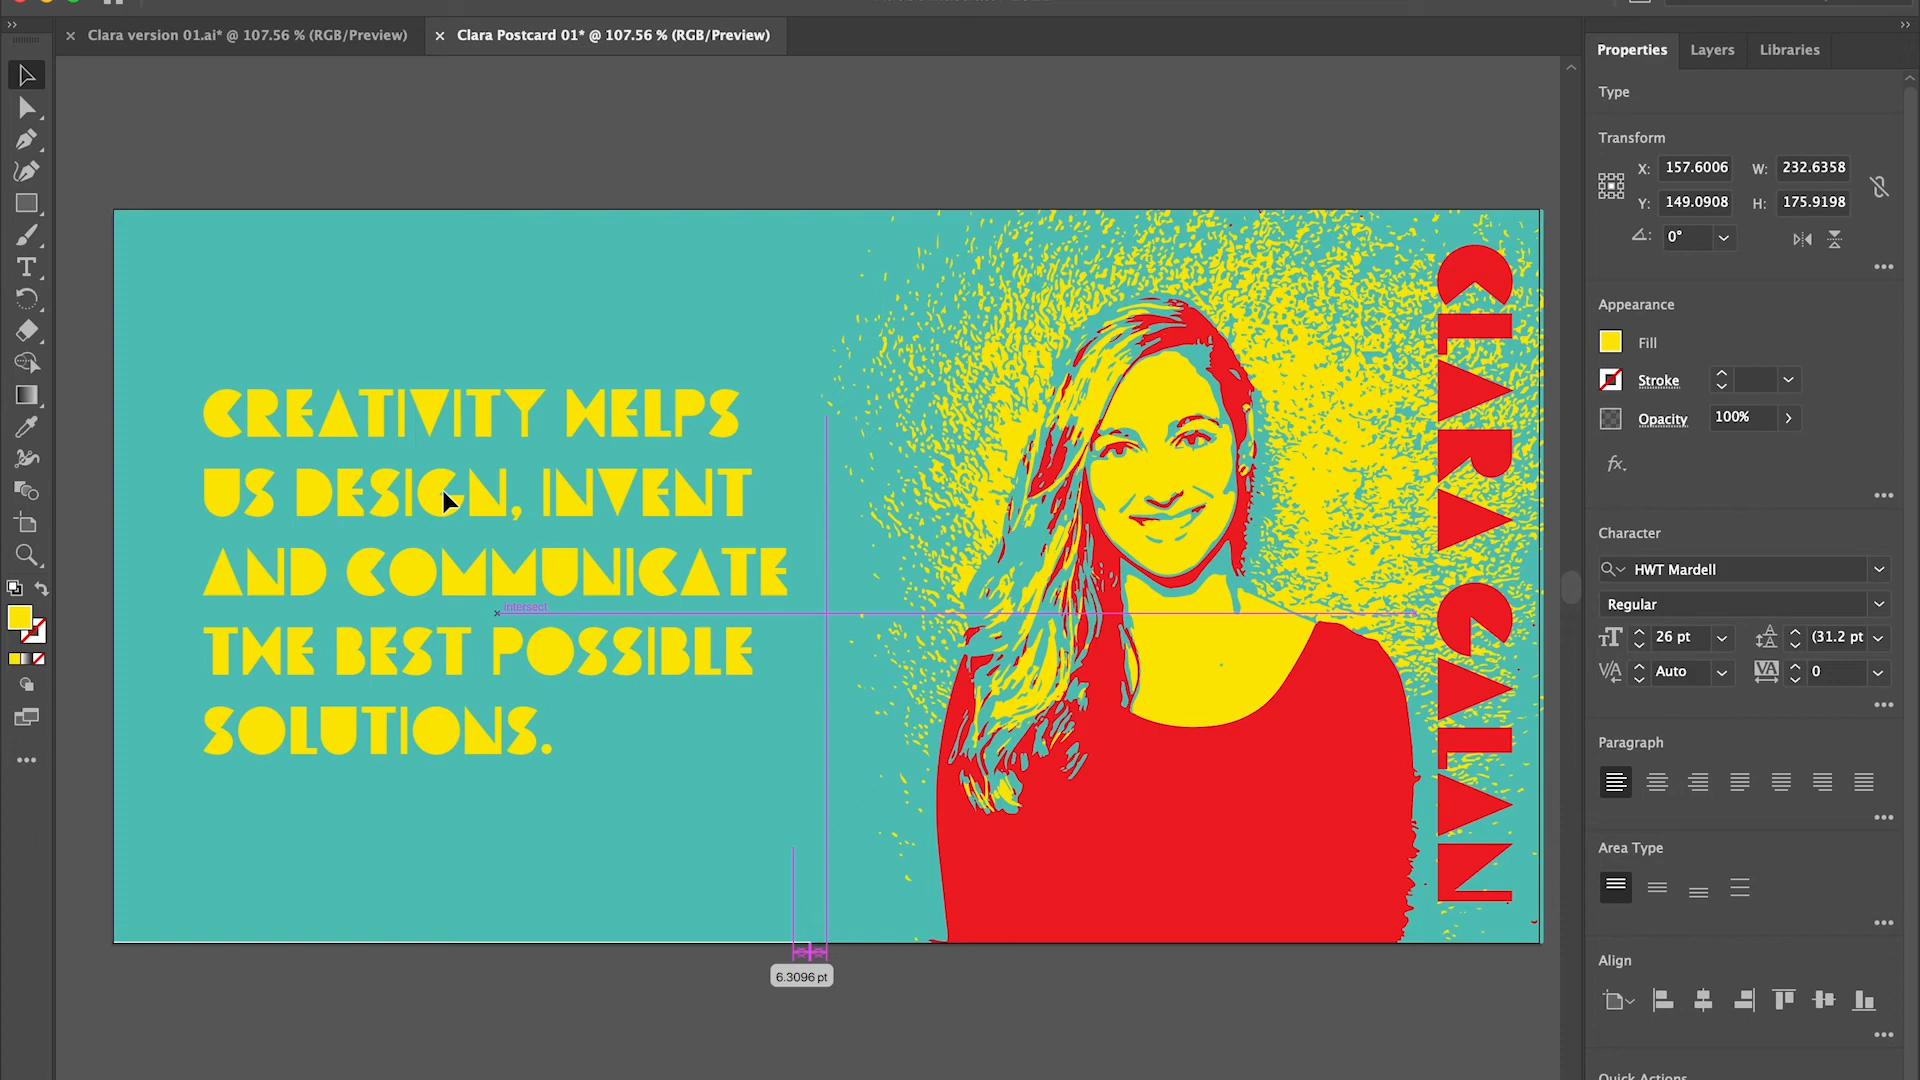 Clara version 01.ai* @ 107.56 % (RGB/Preview)
Clara Postcard 01* @ 107.56 % (RGB/Preview)
Properties
Layers
Libraries
Type
Transform
X: 157.6006
W: 232.6358
Y: 149.0908
H: 175.9198
0°
Appearance
Fill
Stroke
Opacity
100%
fx
Character
HWT Mardell
Regular
26 pt
(31.2 pt
Auto
0
Paragraph
Area Type
Align
CREATIVITY HELPS
US DESIGN, INVENT
AND COMMUNICATE
THE BEST POSSIBLE
SOLUTIONS.
CLARA GALAN
intersect
6.3096 pt